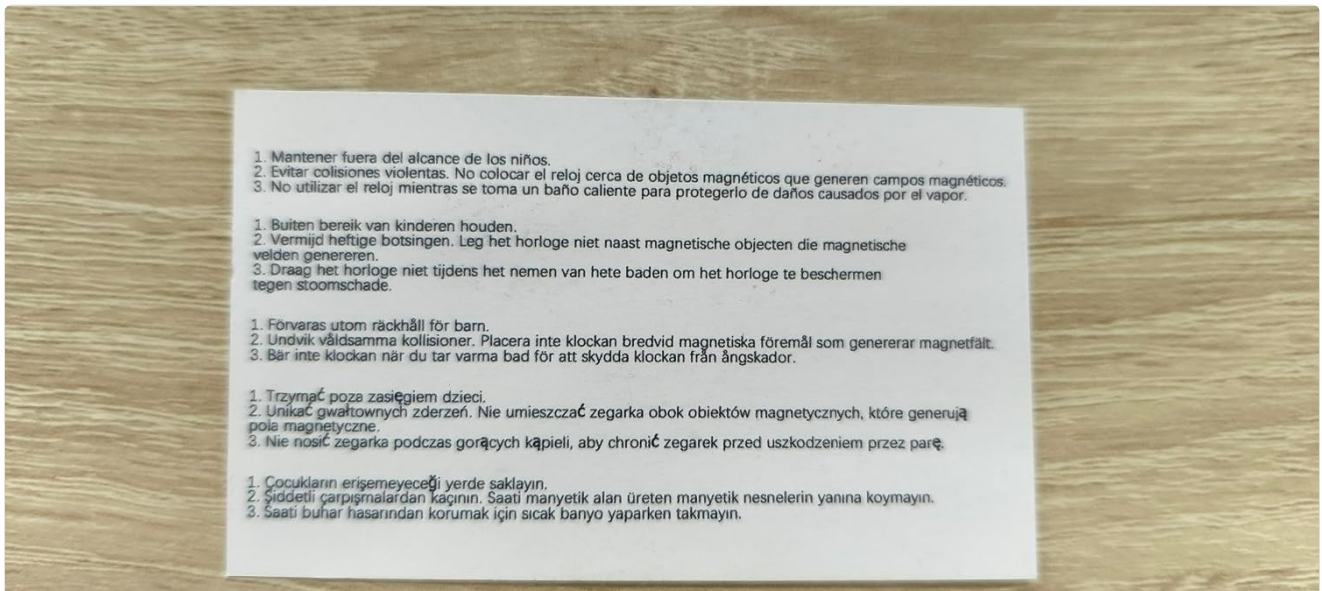 1. Mantener fuera del alcance de los niños.
2. Evitar colisiones violentas. No colocar el reloj cerca de objetos magnéticos que generen campos magnéticos.
3. No utilizar el reloj mientras se toma un baño caliente para protegerlo de daños causados por el vapor.
1. Buiten bereik van kinderen houden.
2. Vermijd heftige botsingen. Leg het horloge niet naast magnetische objecten die magnetische
velden genereren.
3. Draag het horloge niet tijdens het nemen van hete baden om het horloge te beschermen
tegen stoomschade.
1. Förvaras utom räckhåll för barn.
2. Undvik våldsamma kollisioner. Placera inte klockan bredvid magnetiska föremål som genererar magnetfält.
3. Bär inte klockan när du tar varma bad för att skydda klockan från ångskador.
1. Trzymać poza zasięgiem dzieci.
2. Unikać gwałtownych zderzeń. Nie umieszczać zegarka obok obiektów magnetycznych, które generują
pola magnetyczne.
3. Nie nosić zegarka podczas gorących kąpieli, aby chronić zegarek przed uszkodzeniem przez parę.
1. Çocukların erişemeyeceği yerde saklayın.
2. Şiddetli çarpışmalardan kaçının. Saati manyetik alan üreten manyetik nesnelerin yanına koymayın.
3. Saati buhar hasarından korumak için sıcak banyo yaparken takmayın.